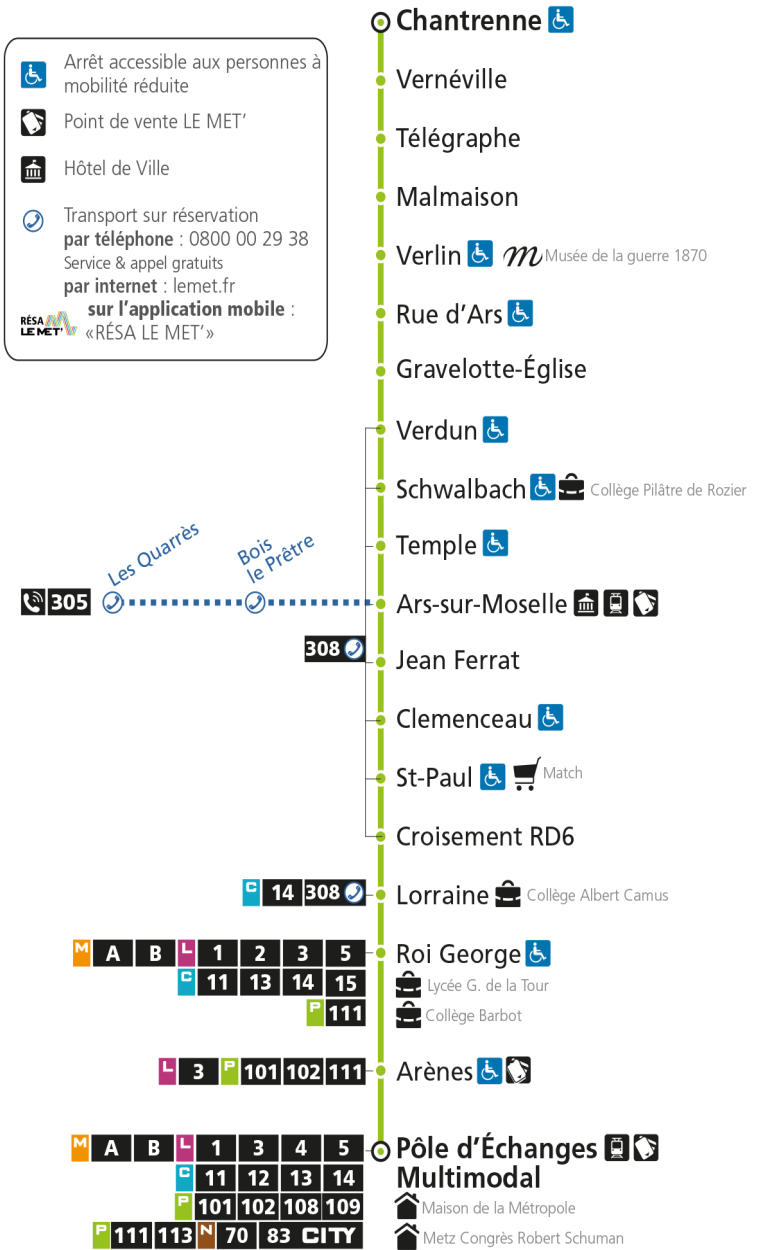 Chantrenne
Arrêt accessible aux personnes à
mobilité réduite
Point de vente LE MET’
Hôtel de Ville
Transport sur réservation
par téléphone : 0800 00 29 38
Service & appel gratuits
par internet : lemet.fr
sur l’application mobile :
RÉSA
LE MET’
«RÉSA LE MET’»
Vernéville
Télégraphe
Malmaison
Verlin m Musée de la guerre 1870
Rue d’Ars
Gravelotte-Église
Verdun
Schwalbach Collège Pilâtre de Rozier
Temple
Les Quarrès
Bois
le Prêtre
305
Ars-sur-Moselle
308
Jean Ferrat
Clemenceau
St-Paul Match
Croisement RD6
C 14 308 Lorraine Collège Albert Camus
M A B L 1 2 3 5 Roi George
C 11 13 14 15 Lycée G. de la Tour
P 111 Collège Barbot
L 3 P 101 102 111 Arènes
M A B L 1 3 4 5 Pôle d’Échanges
C 11 12 13 14 Multimodal
P 101 102 108 109 Maison de la Métropole
P 111 113 N 70 83 CITY Metz Congrès Robert Schuman